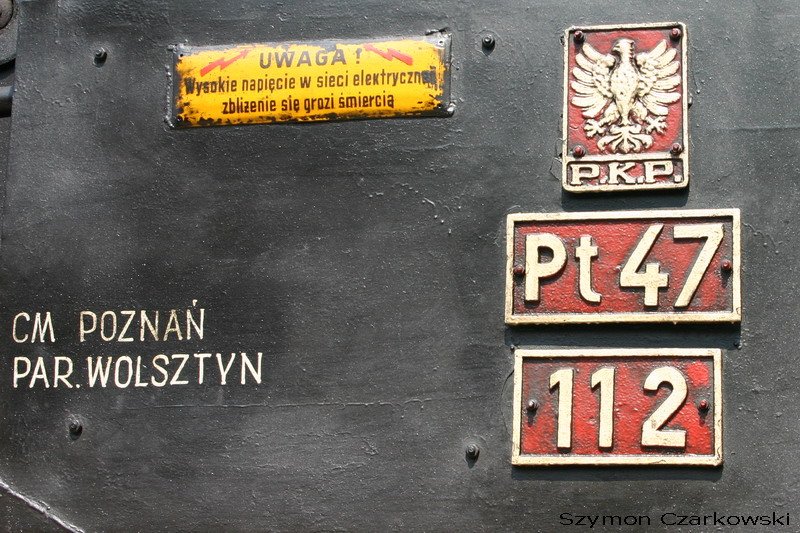 UWAGA!
Wysokie napięcie w sieci elektrycznej
zbliżenie się grozi śmiercią
P.K.P.
Pt 47
112
CM POZNAŃ
PAR. WOLSZTYN
Szymon Czarkowski